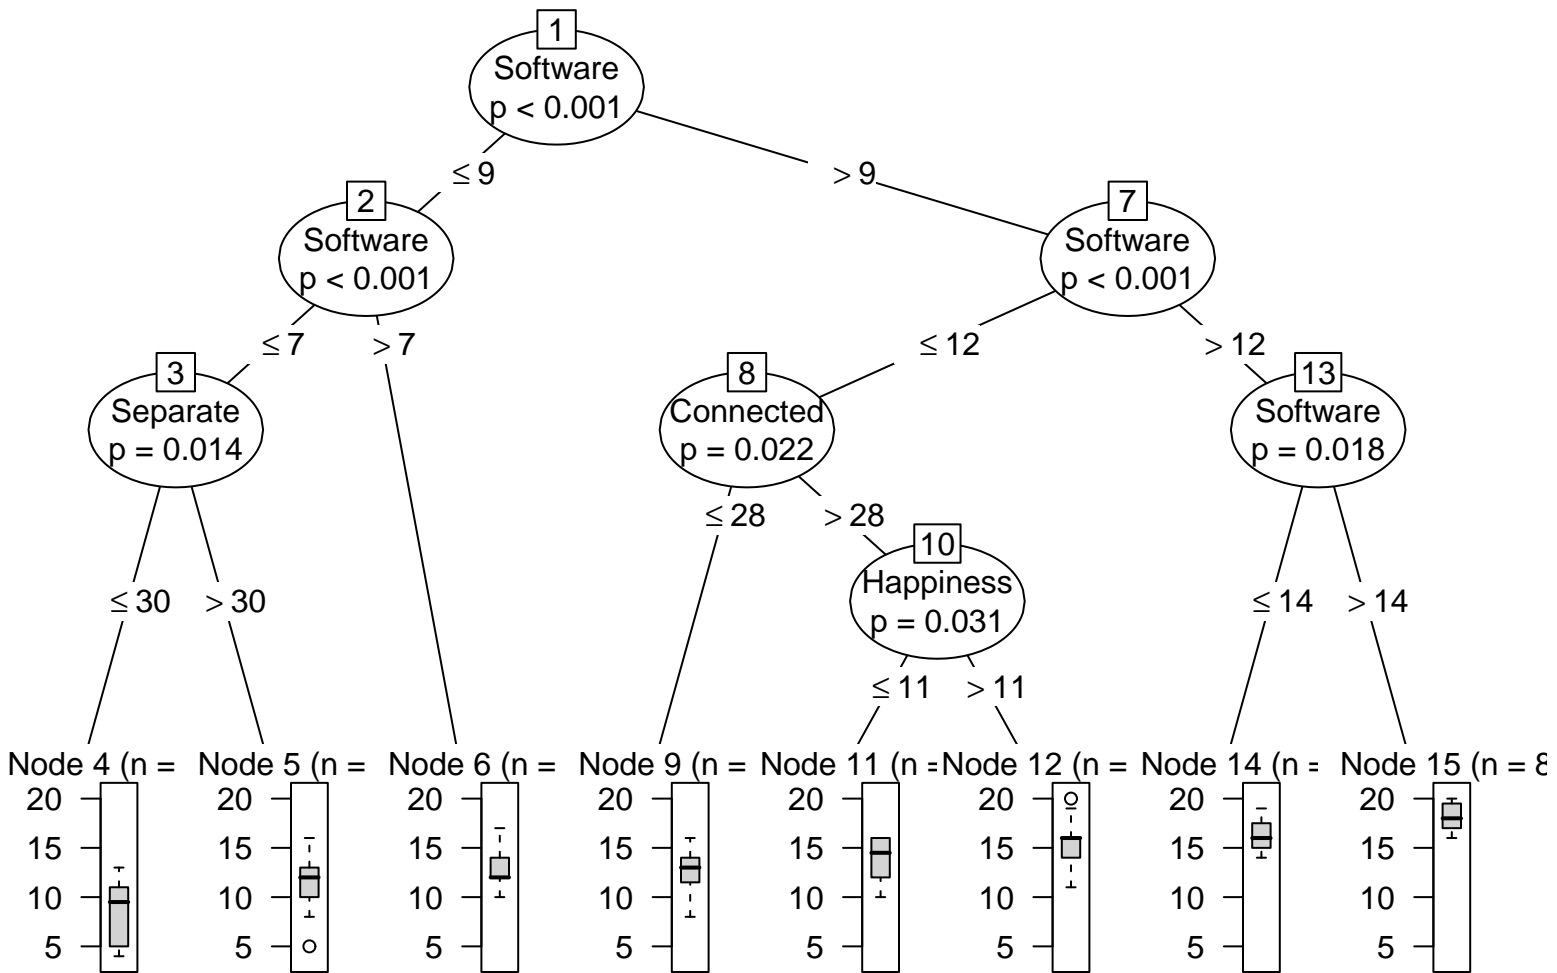 1
Software
p < 0.001
≤ 9
> 9
2
Software
p < 0.001
7
Software
p < 0.001
≤ 7
> 7
≤ 12
> 12
3
Separate
p = 0.014
8
Connected
p = 0.022
13
Software
p = 0.018
≤ 28
> 28
10
Happiness
p = 0.031
≤ 30
> 30
≤ 14
> 14
≤ 11
> 11
Node 4 (n =
Node 5 (n =
Node 6 (n =
Node 9 (n =
Node 11 (n =
Node 12 (n =
Node 14 (n =
Node 15 (n = 8
20 20 20 20 20 20 20 20
15 15 15 15 15 15 15 15
10 10 10 10 10 10 10 10
5 5 5 5 5 5 5 5